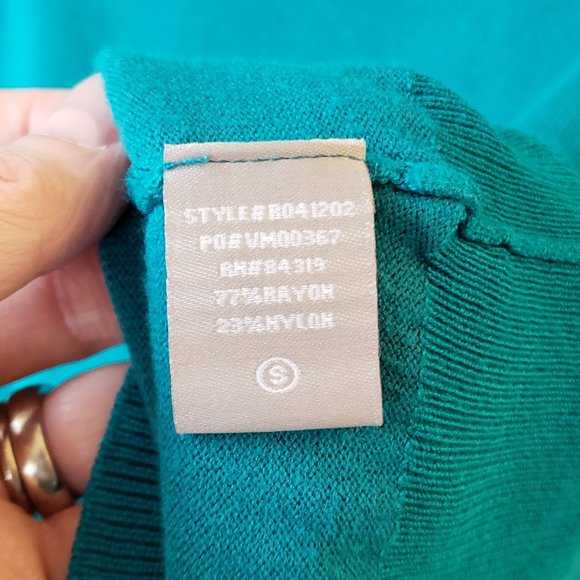 STYLE# B041202
PO# VM00367
RN# 84319
77% RAYON
23% NYLON
S